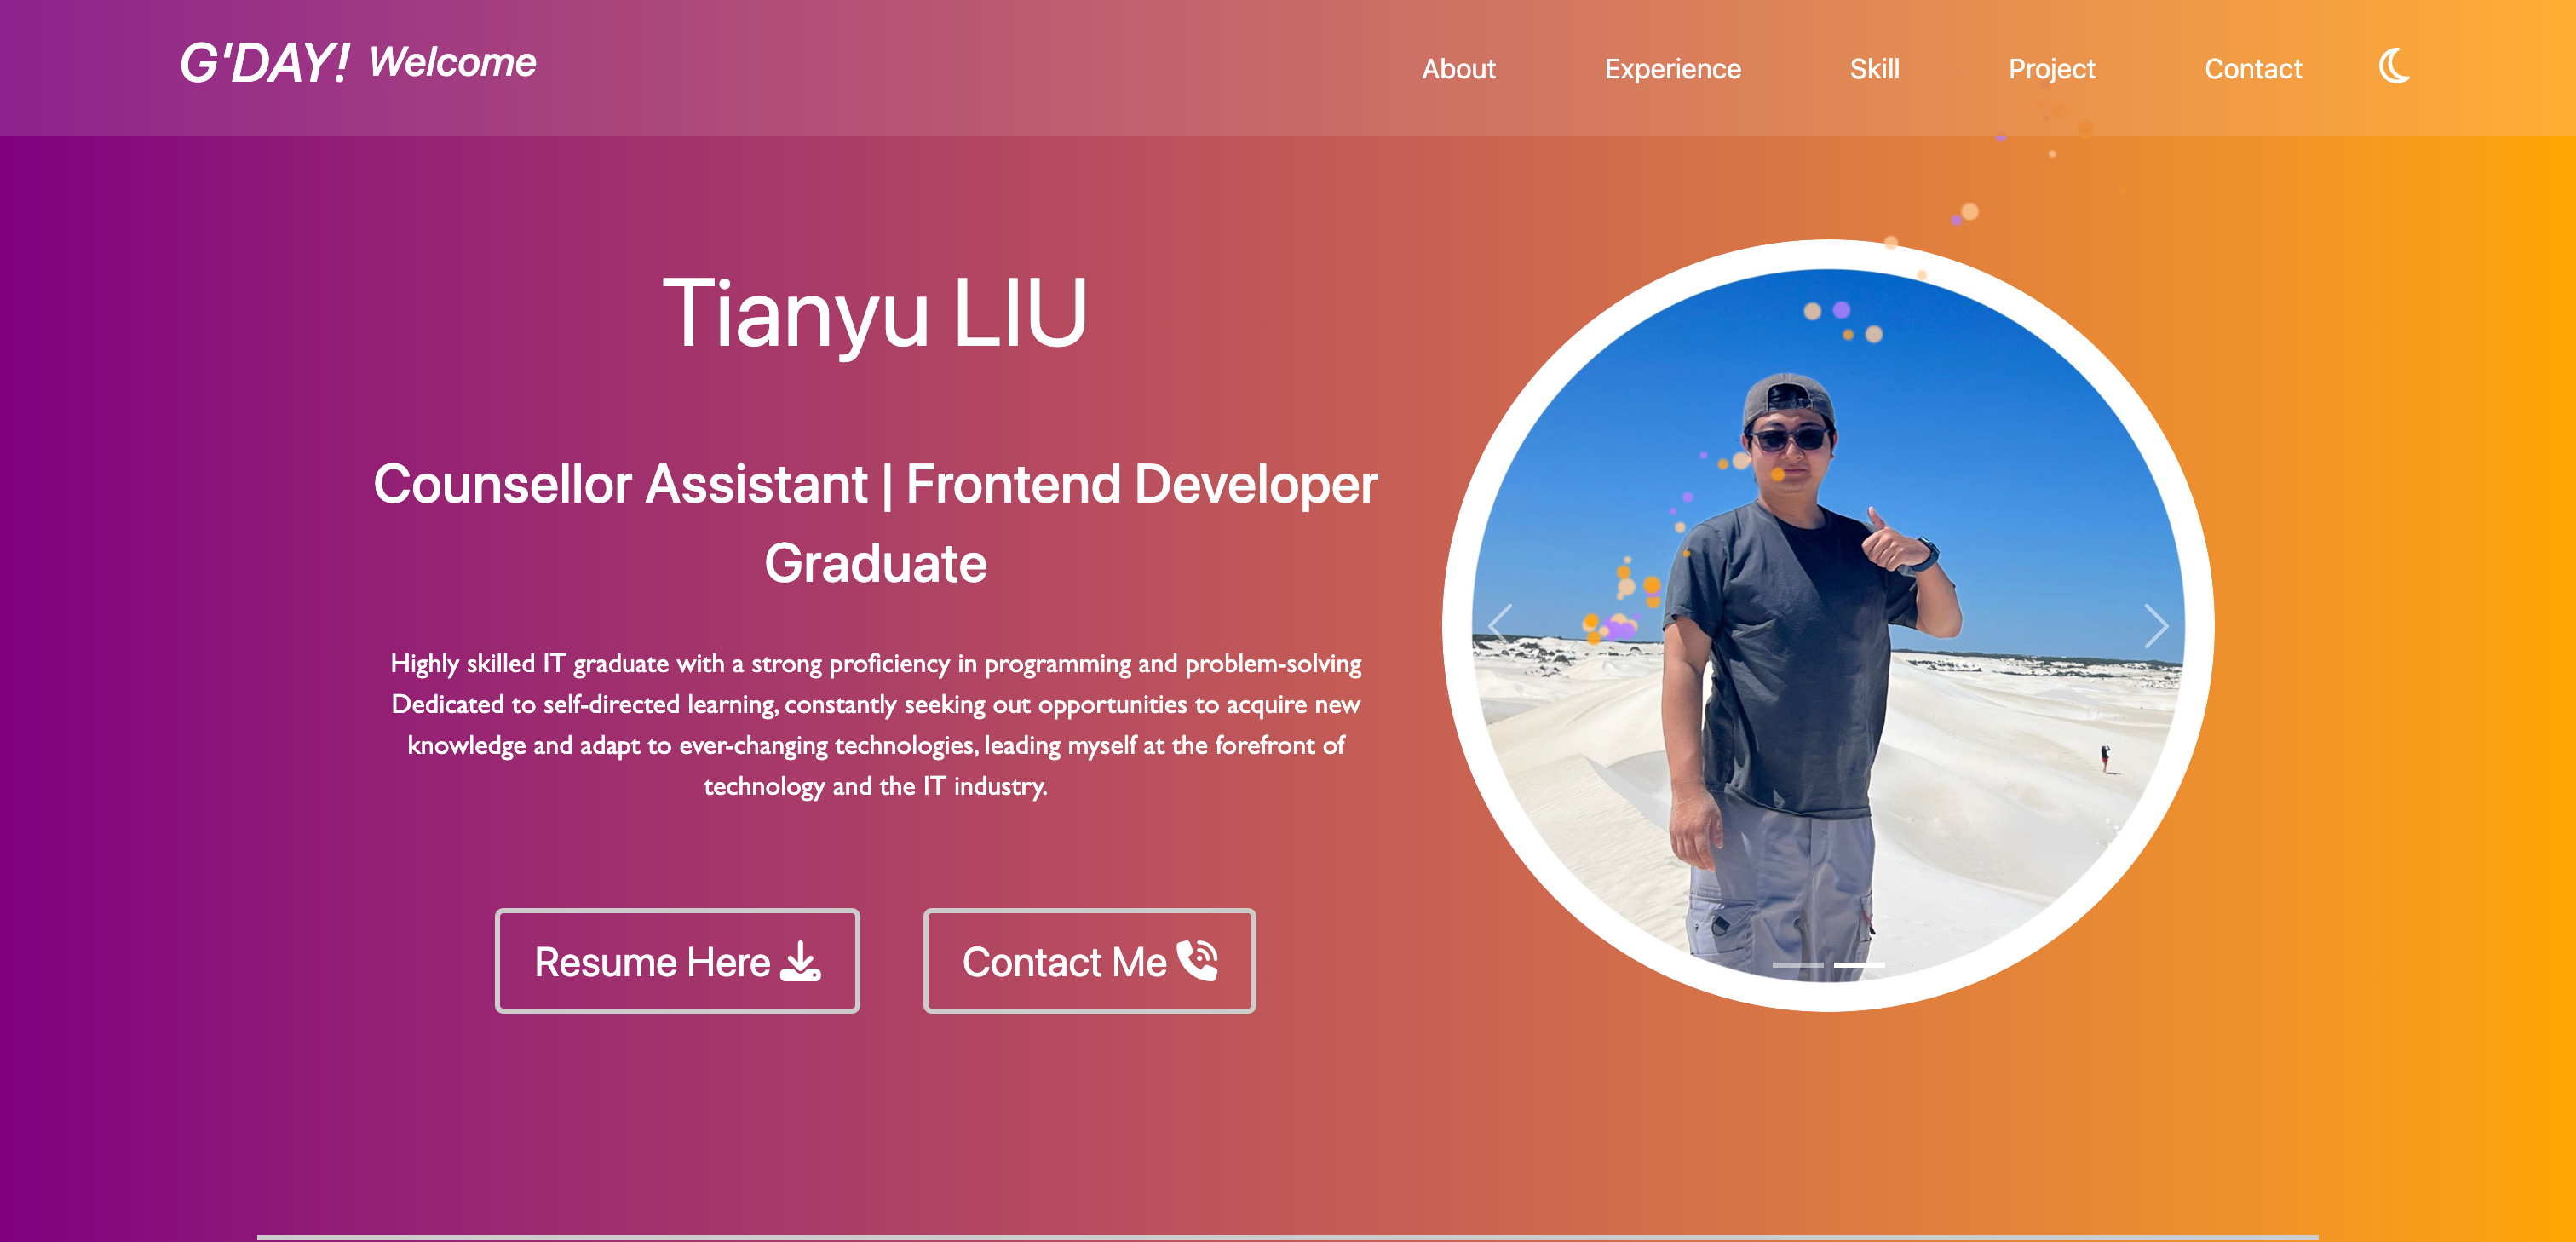 G'DAY! Welcome
About Experience Skill Project Contact
Tianyu LIU
Counsellor Assistant | Frontend Developer
Graduate
Highly skilled IT graduate with a strong proficiency in programming and problem-solving
Dedicated to self-directed learning, constantly seeking out opportunities to acquire new
knowledge and adapt to ever-changing technologies, leading myself at the forefront of
technology and the IT industry.
Resume Here
Contact Me